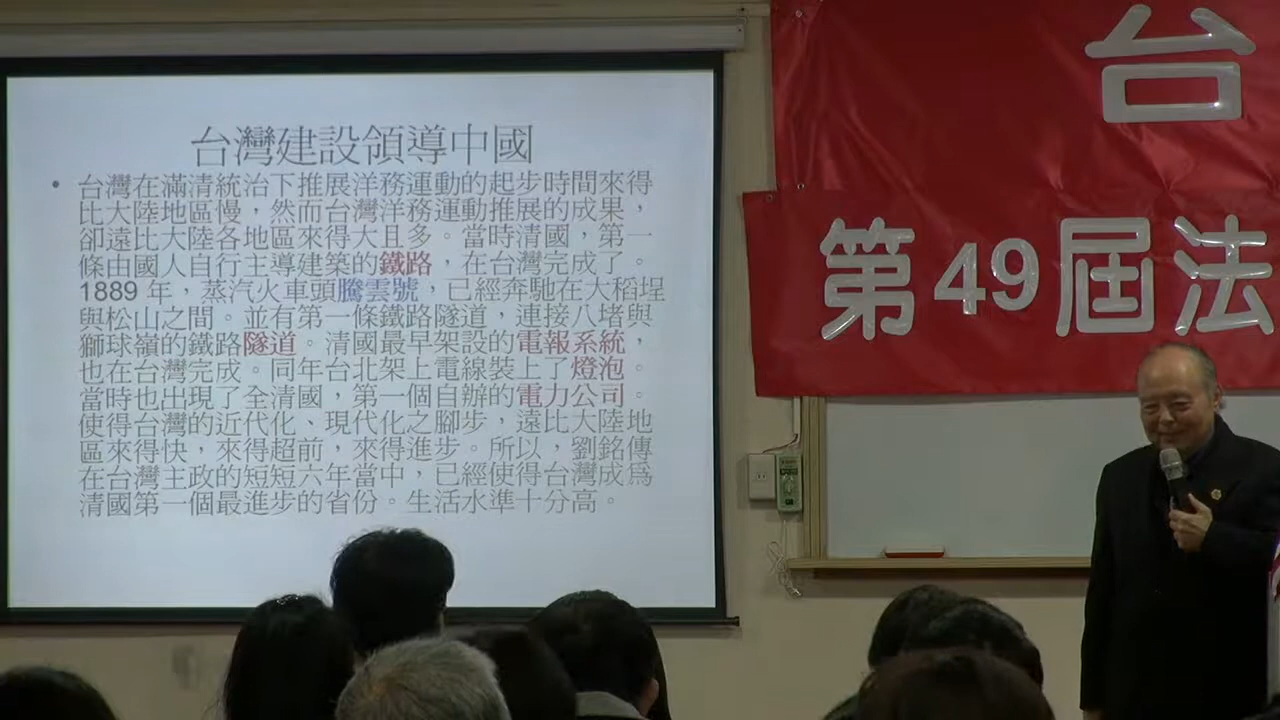 台灣建設領導中國
• 台灣在滿清統治下推展洋務運動的起步時間來得
比大陸地區慢，然而台灣洋務運動推展的成果，
卻遠比大陸各地區來得大且多。當時清國，第一
條由國人自行主導建築的鐵路，在台灣完成了。
1889 年，蒸汽火車頭騰雲號，已經奔馳在大稻埕
與松山之間。並有第一條鐵路隧道，連接八堵與
獅球嶺的鐵路隧道。清國最早架設的電報系統，
也在台灣完成。同年台北架上電線裝上了燈泡。
當時也出現了全清國，第一個自辦的電力公司。
使得台灣的近代化、現代化之腳步，遠比大陸地
區來得快，來得超前，來得進步。所以，劉銘傳
在台灣主政的短短六年當中，已經使得台灣成為
清國第一個最進步的省份。生活水準十分高。
台
第49屆法